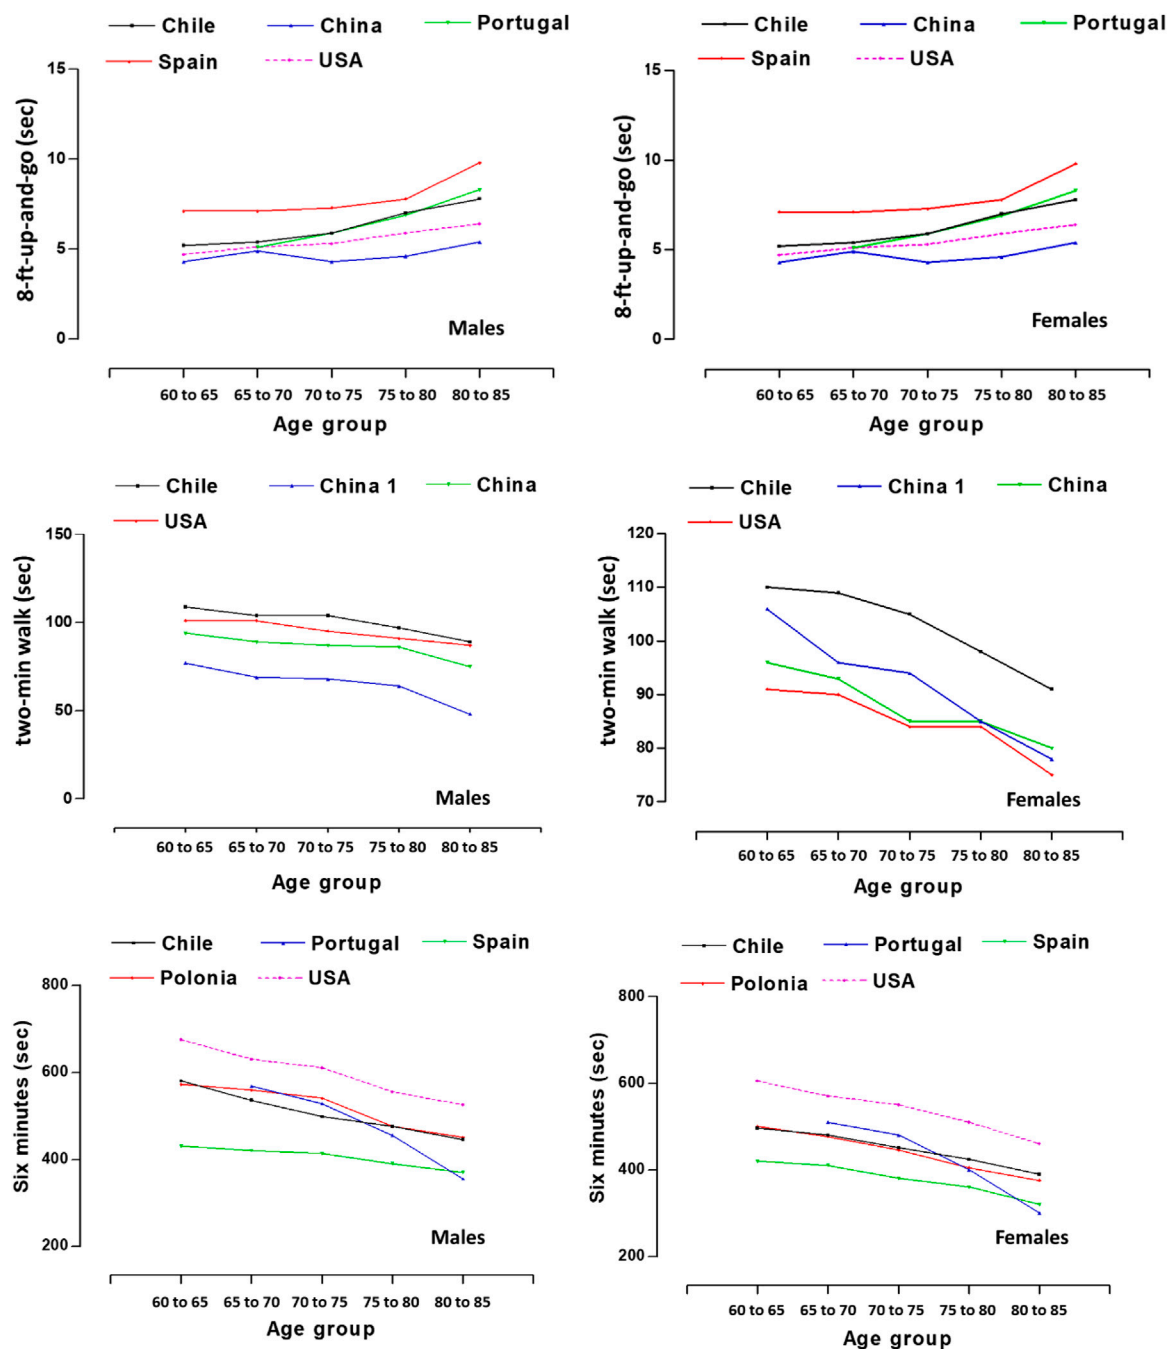 Chile China Portugal
Spain USA
8-ft-up-and-go (sec)
15
10
5
0
Males
60 to 65 65 to 70 70 to 75 75 to 80 80 to 85
Age group
Chile China Portugal
Spain USA
8-ft-up-and-go (sec)
15
10
5
0
Females
60 to 65 65 to 70 70 to 75 75 to 80 80 to 85
Age group
Chile China 1 China
USA
two-min walk (sec)
150
100
50
0
Males
60 to 65 65 to 70 70 to 75 75 to 80 80 to 85
Age group
Chile China 1 China
USA
two-min walk (sec)
120
110
100
90
80
70
Females
60 to 65 65 to 70 70 to 75 75 to 80 80 to 85
Age group
Chile Portugal Spain
Polonia USA
Six minutes (sec)
800
600
400
200
Males
60 to 65 65 to 70 70 to 75 75 to 80 80 to 85
Age group
Chile Portugal Spain
Polonia USA
Six minutes (sec)
800
600
400
200
Females
60 to 65 65 to 70 70 to 75 75 to 80 80 to 85
Age group